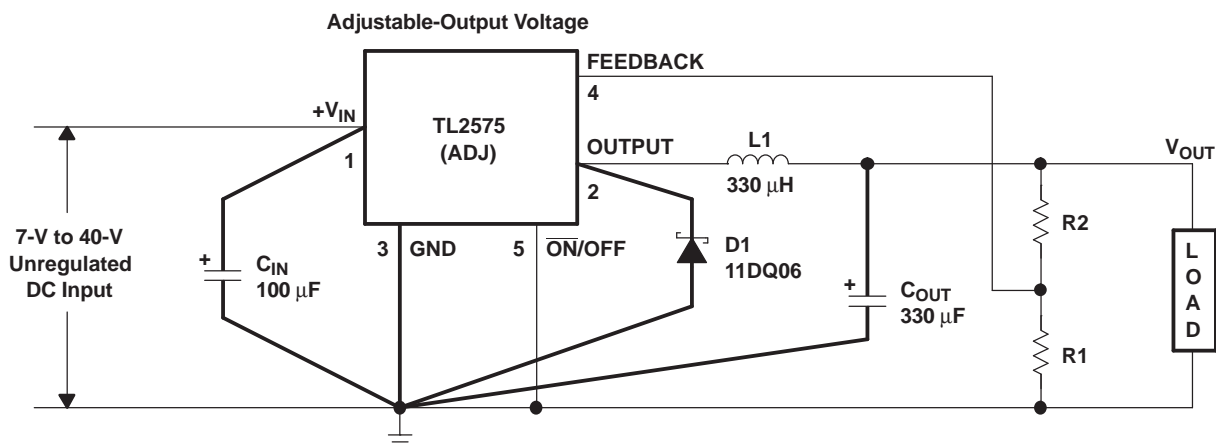 Adjustable-Output Voltage
FEEDBACK
4
+VIN
1
TL2575
(ADJ)
OUTPUT
2
L1
330 μH
VOUT
7-V to 40-V
Unregulated
DC Input
+
CIN
100 μF
3
GND
5
ON/OFF
D1
11DQ06
+
COUT
330 μF
R2
R1
LOAD